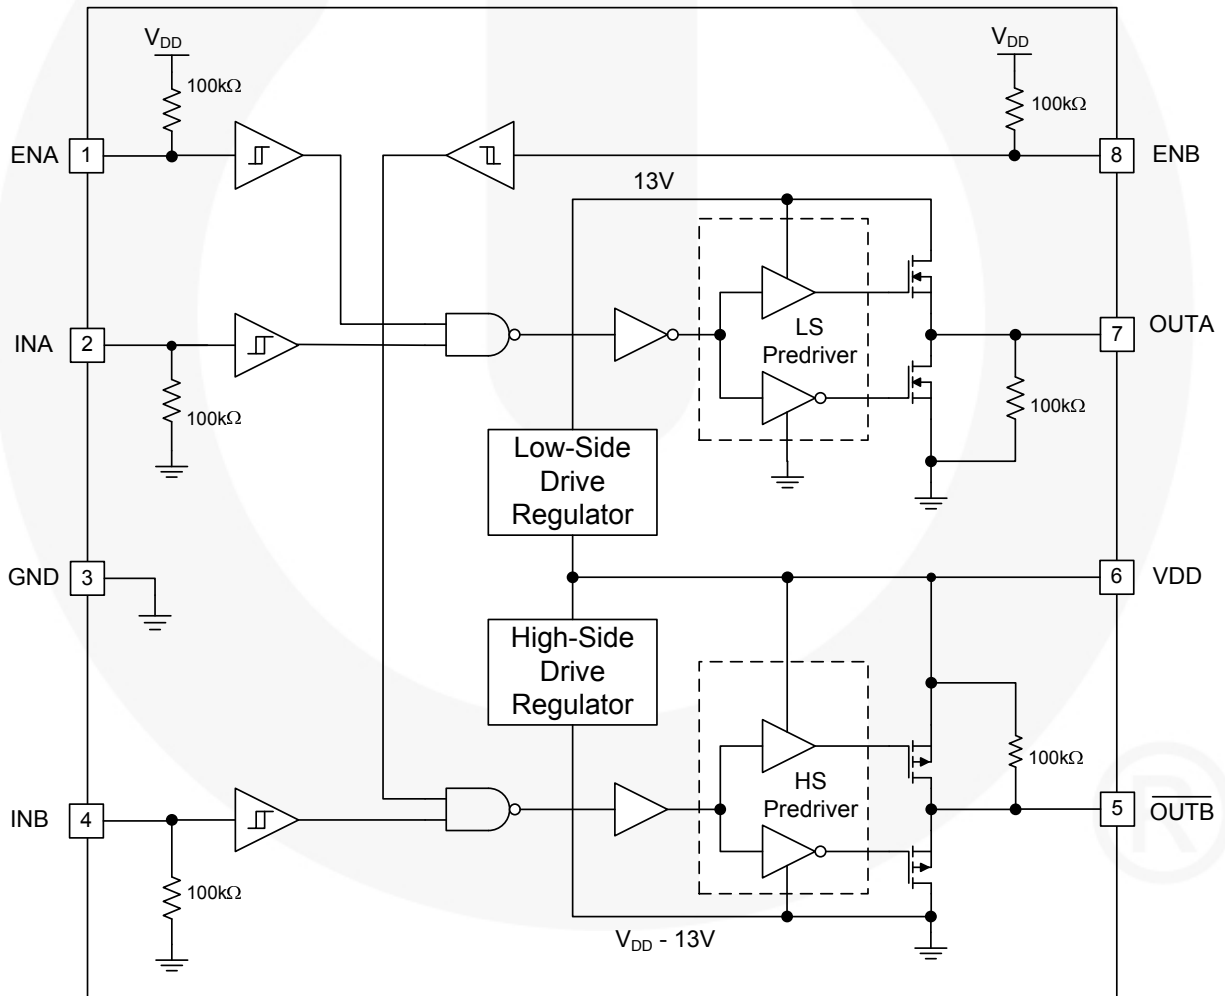 VDD
VDD
100kΩ
100kΩ
ENA
1
8
ENB
13V
INA
2
LS
Predriver
7
OUTA
100kΩ
100kΩ
Low-Side
Drive
Regulator
GND
3
6
VDD
High-Side
Drive
Regulator
100kΩ
HS
Predriver
INB
4
5
OUTB
100kΩ
VDD - 13V
®